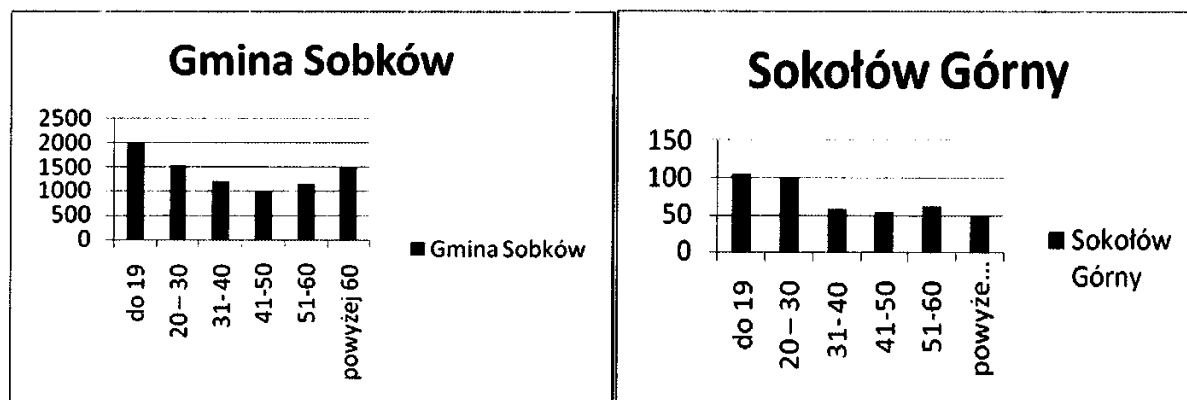 Gmina Sobków
2500
2000
1500
1000
500
0
do 19
20 – 30
31- 40
41-50
51-60
powyżej 60
Gmina Sobków
Sokołów Górny
150
100
50
0
do 19
20 – 30
31- 40
41-50
51-60
powyże...
Sokołów
Górny